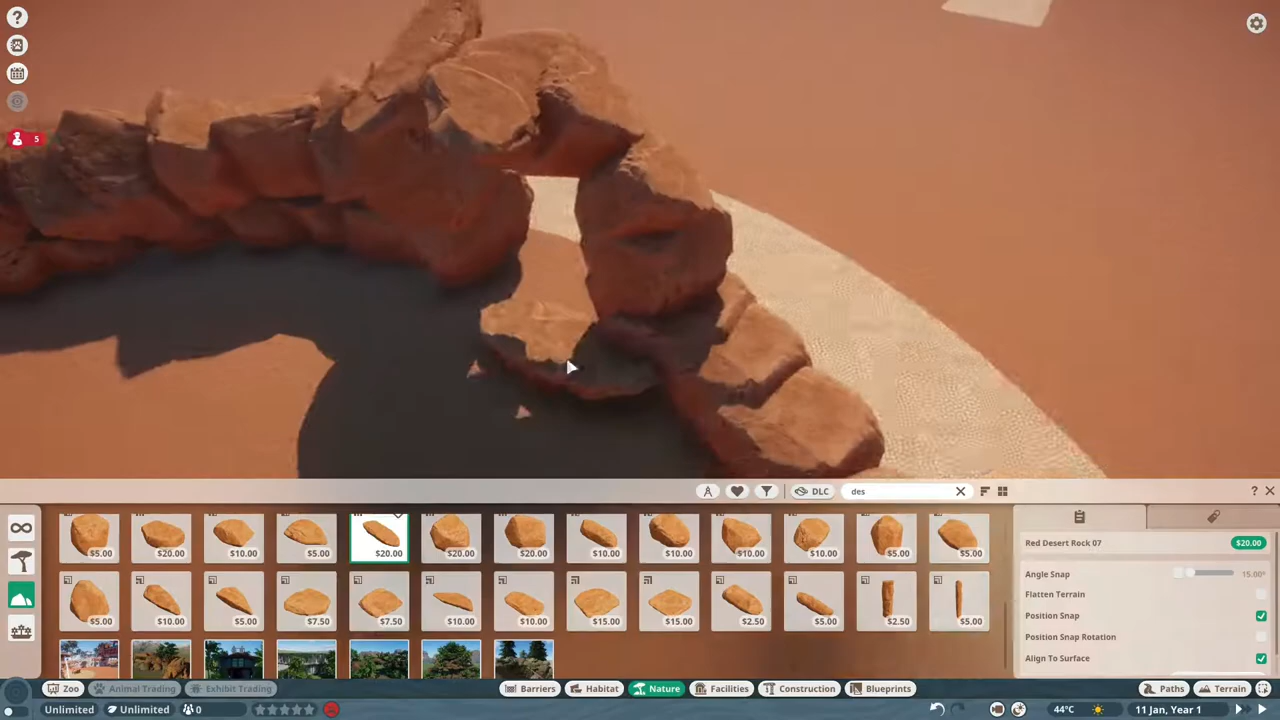 ?
5
DLC
des
?
$5.00 $20.00 $10.00 $5.00 $20.00 $20.00 $20.00 $10.00 $10.00 $10.00 $10.00 $5.00 $5.00
Red Desert Rock 07 $20.00
Angle Snap 15.00°
Flatten Terrain
$5.00 $10.00 $5.00 $7.50 $7.50 $10.00 $10.00 $15.00 $15.00 $2.50 $5.00 $2.50 $5.00
Position Snap
Position Snap Rotation
Align To Surface
Zoo Animal Trading Exhibit Trading Barriers Habitat Nature Facilities Construction Blueprints Paths Terrain
Unlimited Unlimited 0 44°C 11 Jan, Year 1